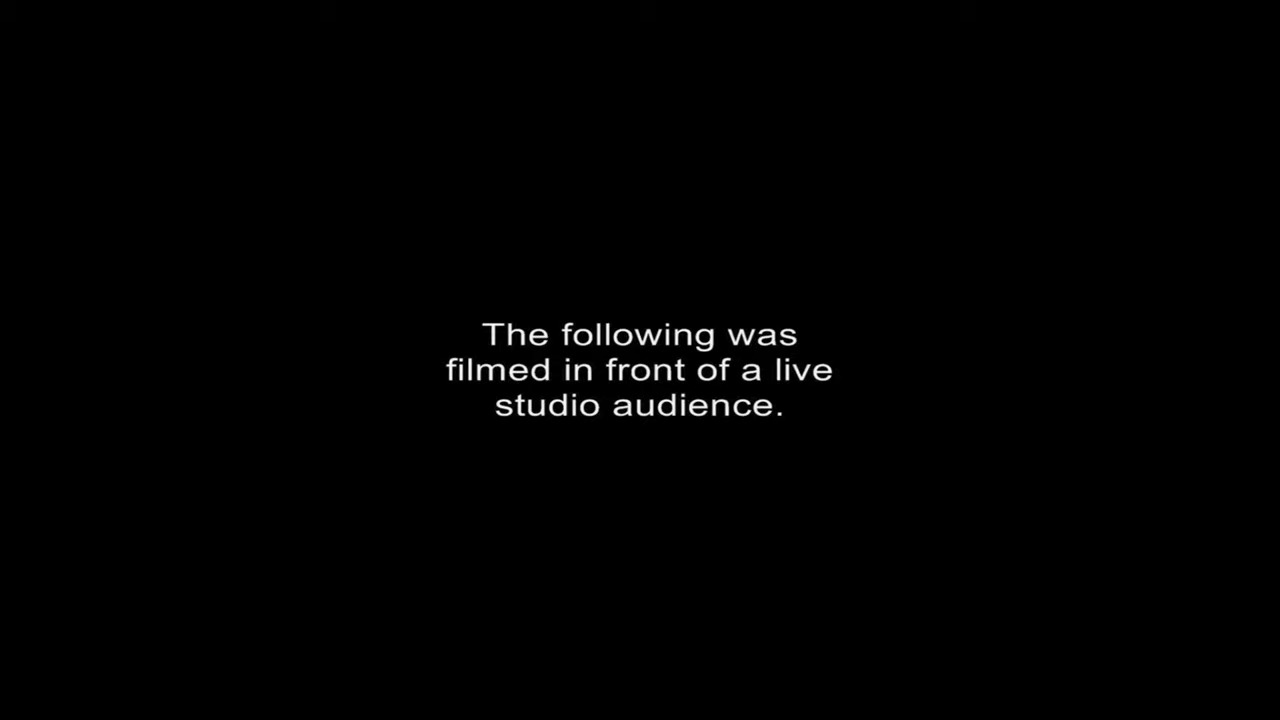 The following was
filmed in front of a live
studio audience.